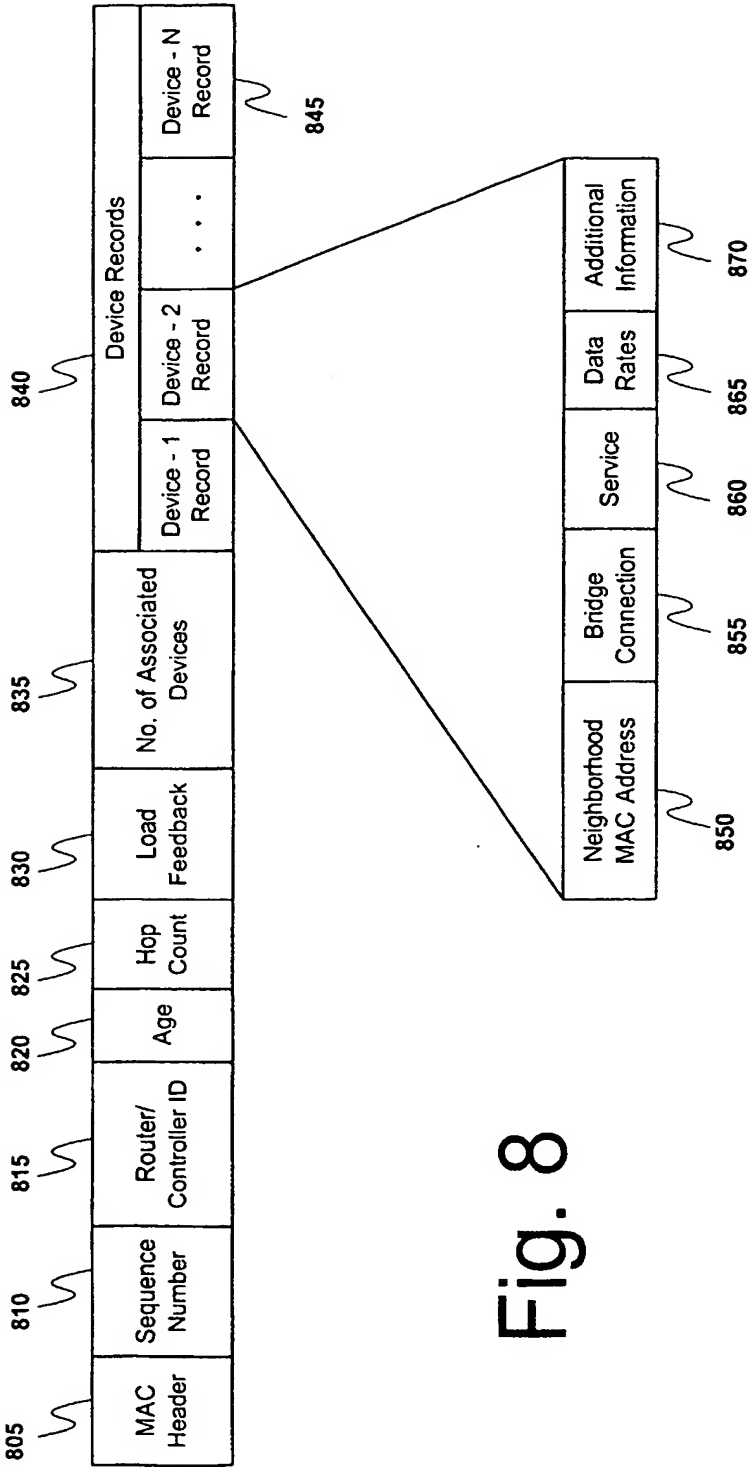 805
810
815
820
825
830
835
840
MAC
Header
Sequence
Number
Router/
Controller ID
Age
Hop
Count
Load
Feedback
No. of Associated
Devices
Device Records
Device - 1
Record
Device - 2
Record
. . .
Device - N
Record
845
Neighborhood
MAC Address
Bridge
Connection
Service
Data
Rates
Additional
Information
850
855
860
865
870
Fig. 8